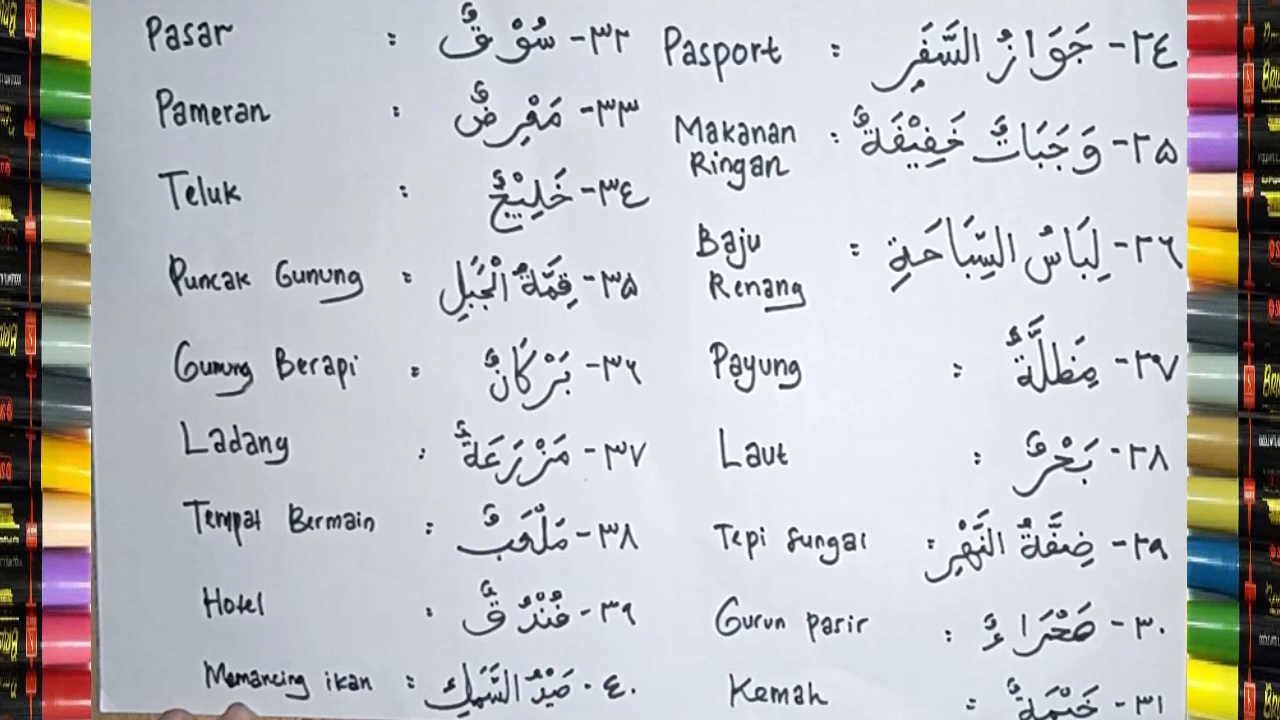 Pasport : ٢٤- جَوَازُ السَّفَرِ
Makanan : ٢۵- وَجَبَاتٌ خَفِيْفَةٌ
Ringan
Baju : ٢٦- لِبَاسُ السِّبَاحَةِ
Renang
Payung : ٢٧- مِظَلَّةٌ
Laut : ٢٨- بَحْرٌ
Tepi Sungai : ٢٩- ضِفَّةُ النَّهْرِ
Gurun pasir : ٣٠- صَحْرَاءٌ
Kemah : ٣١- خَيْمَةٌ
Pasar : ٣٢- سُوْقٌ
Pameran : ٣٣- مَعْرِضٌ
Teluk : ٣٤- خَلِيْجٌ
Puncak Gunung : ٣۵- قِمَّةُ الْجَبَلِ
Gunung Berapi : ٣٦- بَرْكَانٌ
Ladang : ٣٧- مَزْرَعَةٌ
Tempat Bermain : ٣٨- مَلْعَبٌ
Hotel : ٣٩- فُنْدُقٌ
Memancing ikan : ٤٠- صَيْدُ السَّمَكِ